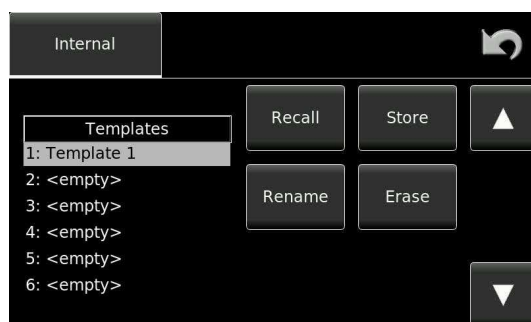 Internal
Templates
1: Template 1
2: <empty>
3: <empty>
4: <empty>
5: <empty>
6: <empty>
Recall
Store
Rename
Erase